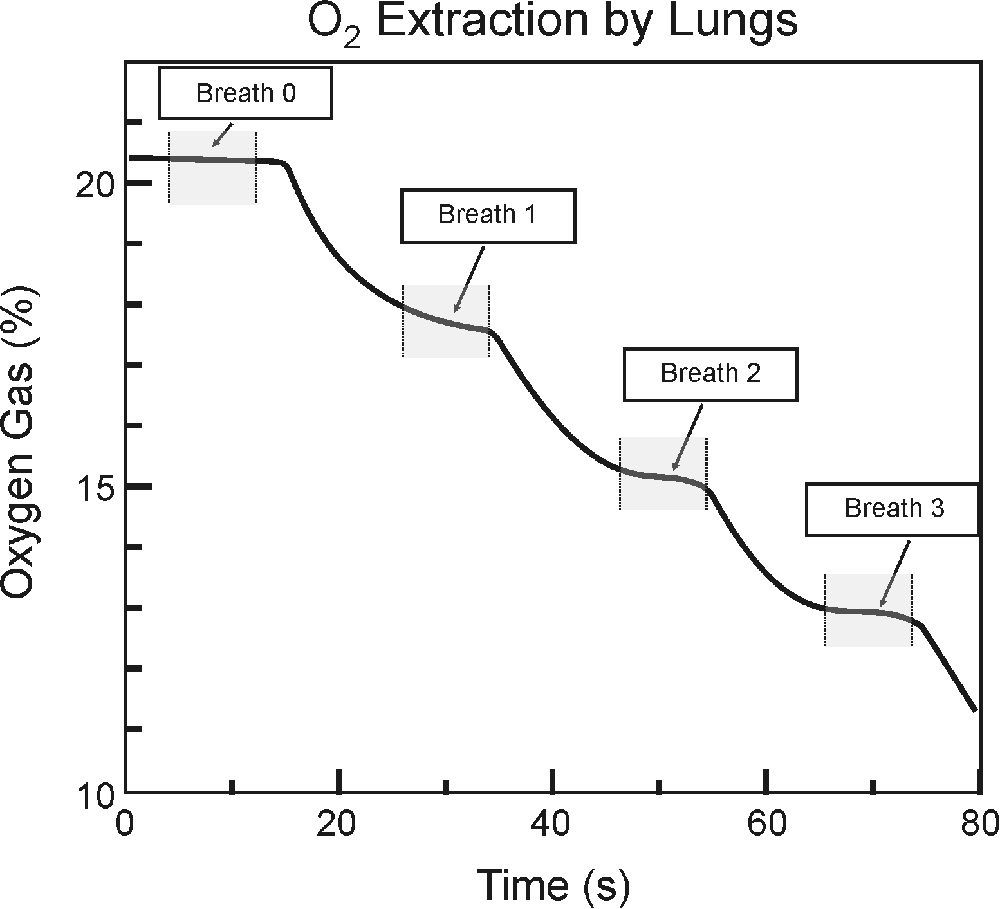 O₂ Extraction by Lungs
Breath 0
20
Breath 1
Breath 2
15
Breath 3
10
Oxygen Gas (%)
0 20 40 60 80
Time (s)